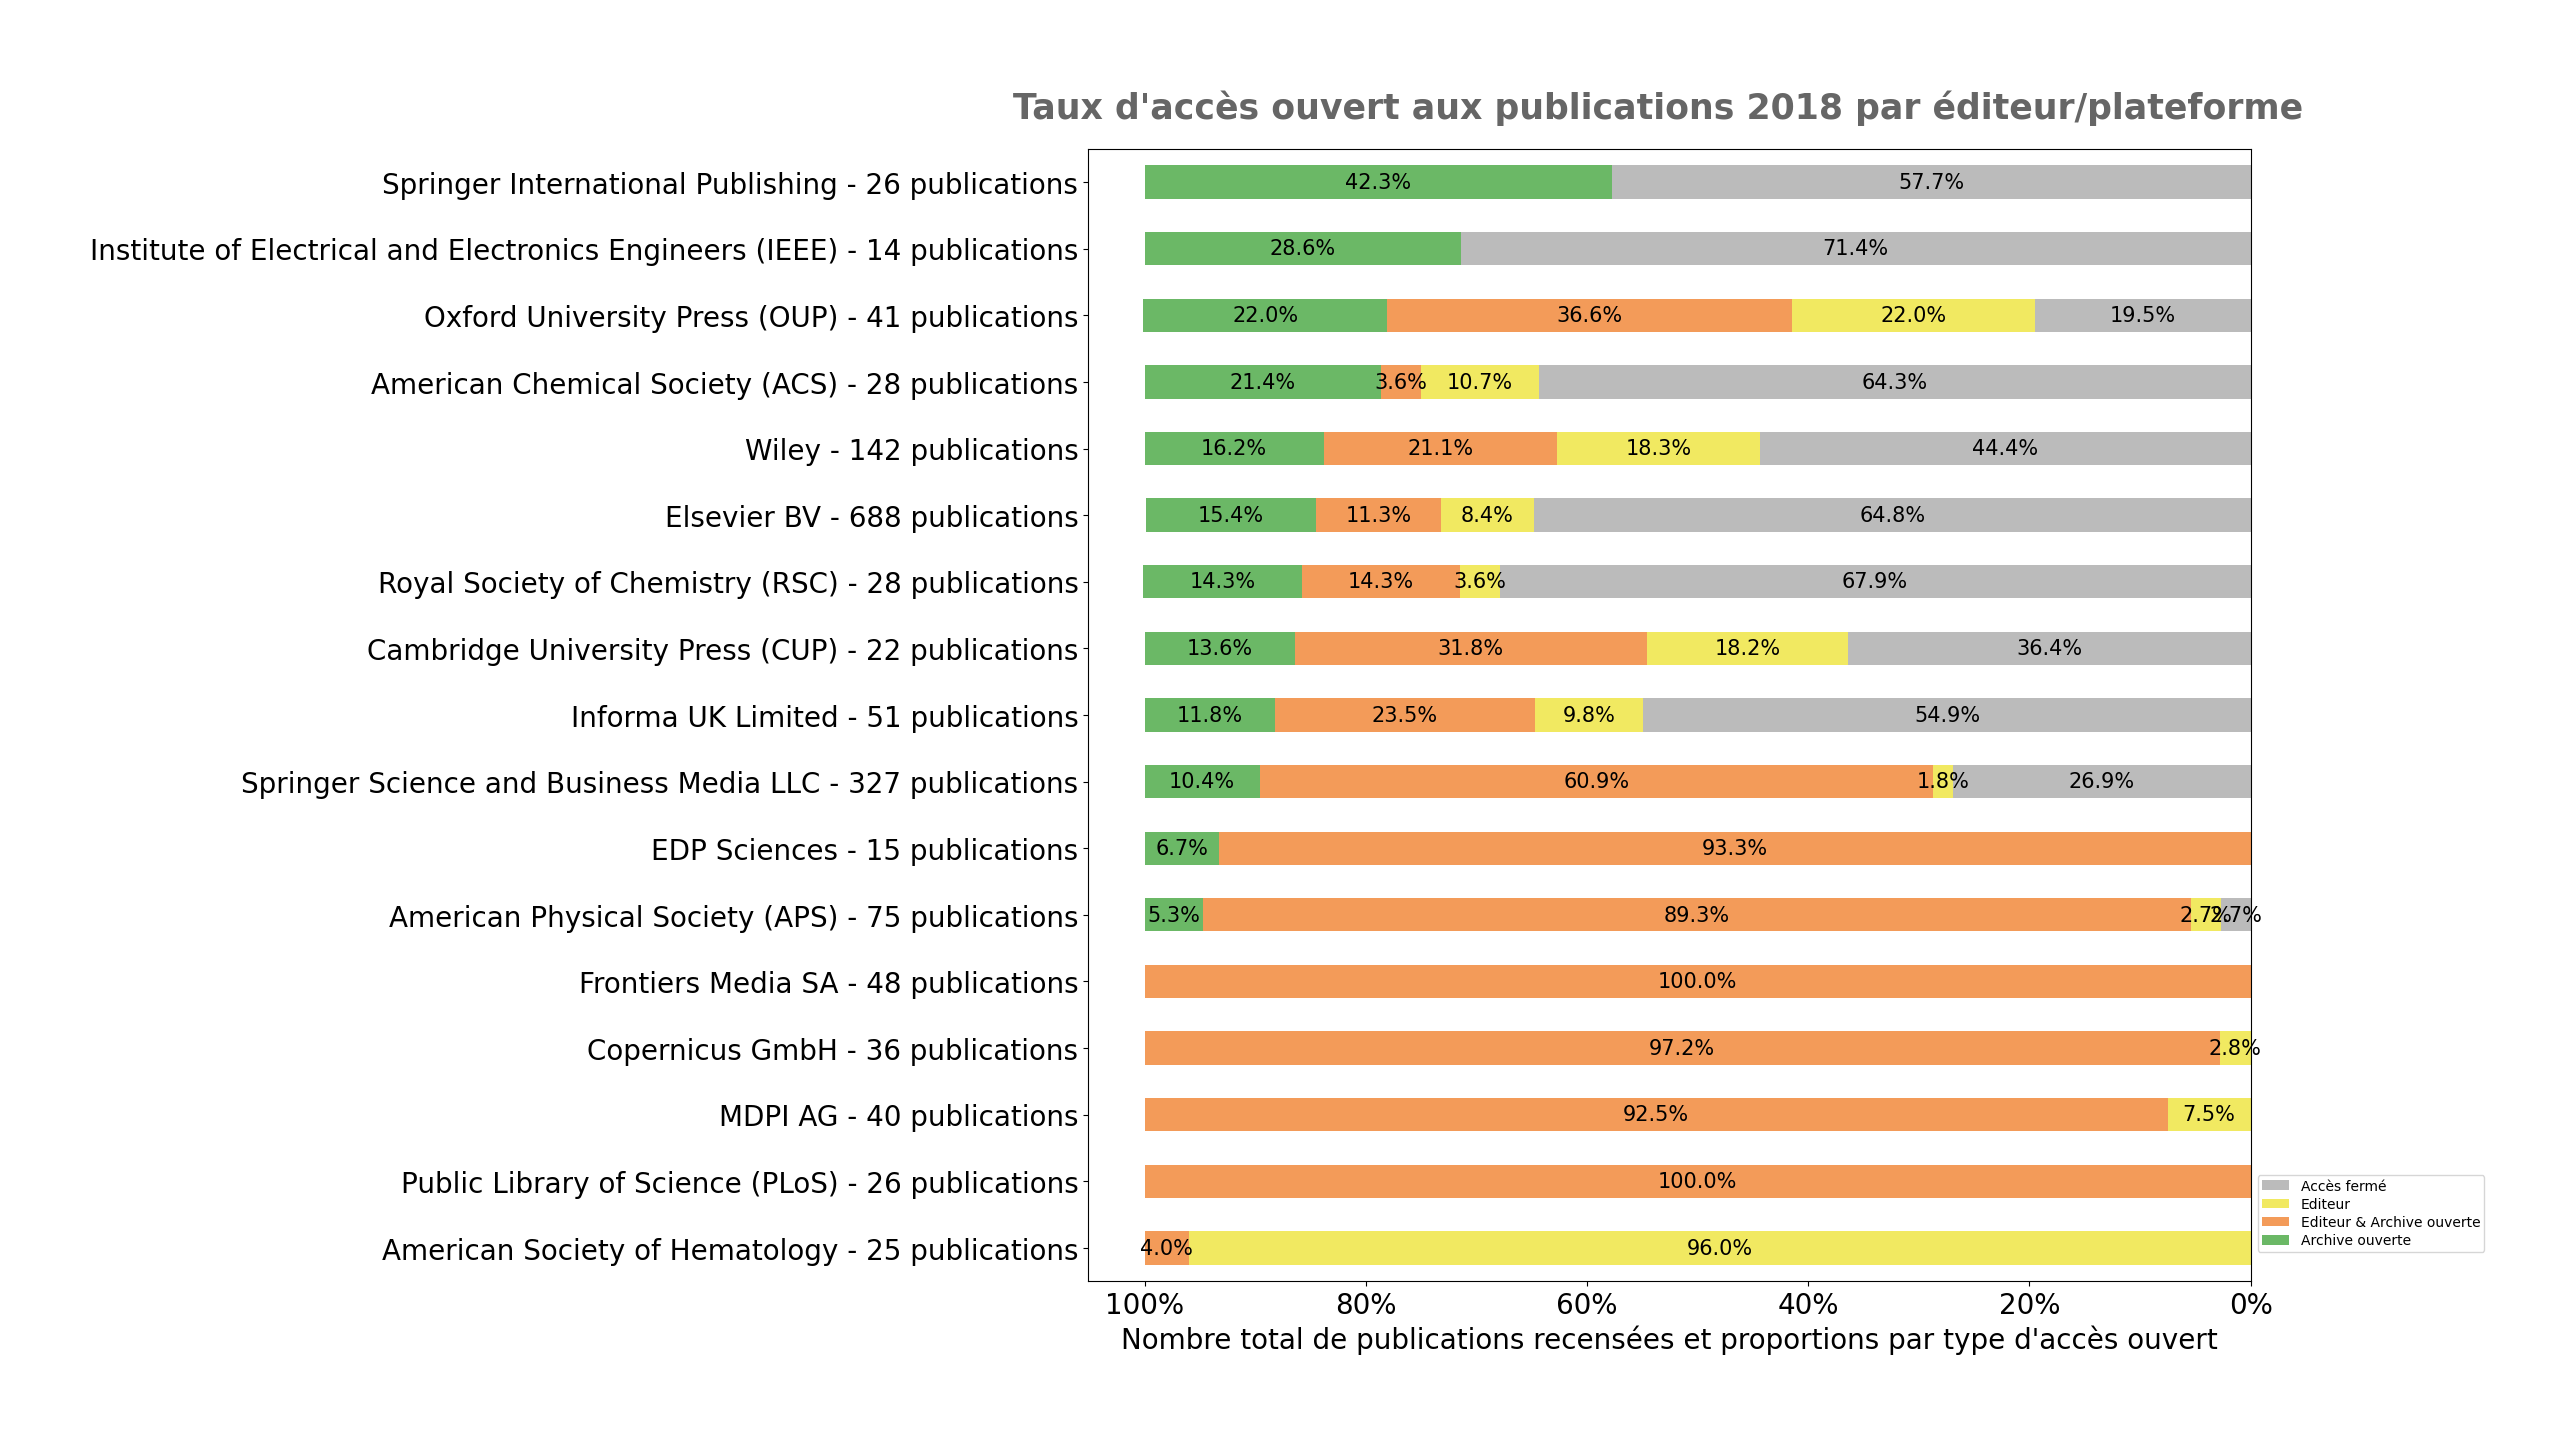 Taux d'accès ouvert aux publications 2018 par éditeur/plateforme
Springer International Publishing - 26 publications
42.3% 57.7%
Institute of Electrical and Electronics Engineers (IEEE) - 14 publications
28.6% 71.4%
Oxford University Press (OUP) - 41 publications
22.0% 36.6% 22.0% 19.5%
American Chemical Society (ACS) - 28 publications
21.4% 3.6% 10.7% 64.3%
Wiley - 142 publications
16.2% 21.1% 18.3% 44.4%
Elsevier BV - 688 publications
15.4% 11.3% 8.4% 64.8%
Royal Society of Chemistry (RSC) - 28 publications
14.3% 14.3% 3.6% 67.9%
Cambridge University Press (CUP) - 22 publications
13.6% 31.8% 18.2% 36.4%
Informa UK Limited - 51 publications
11.8% 23.5% 9.8% 54.9%
Springer Science and Business Media LLC - 327 publications
10.4% 60.9% 1.8% 26.9%
EDP Sciences - 15 publications
6.7% 93.3%
American Physical Society (APS) - 75 publications
5.3% 89.3% 2.7% 2.7%
Frontiers Media SA - 48 publications
100.0%
Copernicus GmbH - 36 publications
97.2% 2.8%
MDPI AG - 40 publications
92.5% 7.5%
Public Library of Science (PLoS) - 26 publications
100.0%
American Society of Hematology - 25 publications
4.0% 96.0%
Accès fermé
Editeur
Editeur & Archive ouverte
Archive ouverte
100% 80% 60% 40% 20% 0%
Nombre total de publications recensées et proportions par type d'accès ouvert